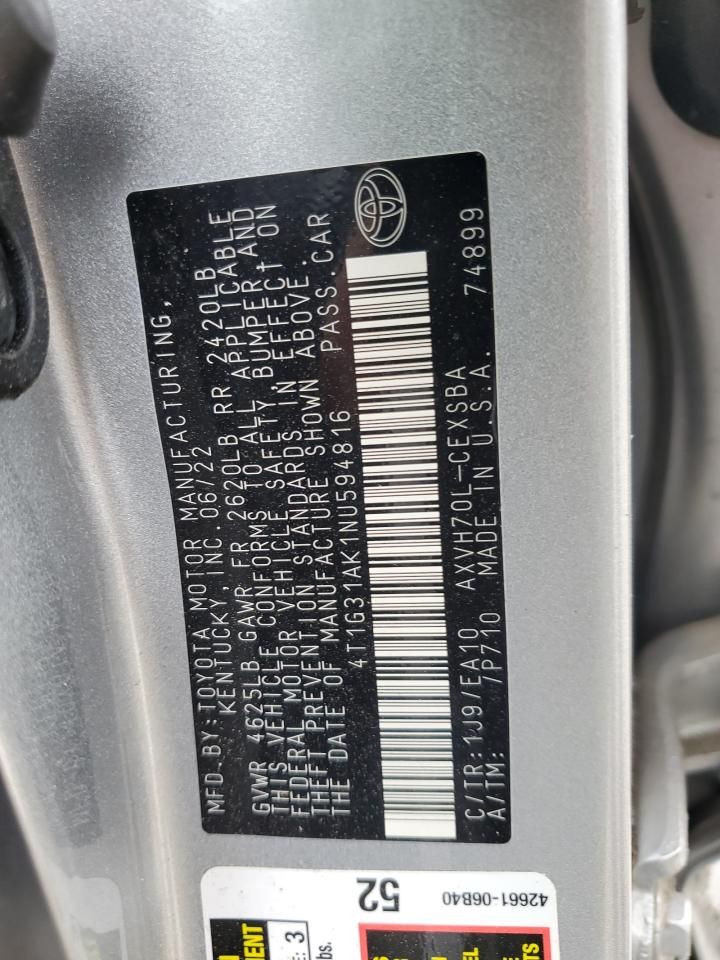 MFD.BY:TOYOTA MOTOR MANUFACTURING,
KENTUCKY, INC.06/22
GVWR 4625LB GAWR FR 2620LB RR 2420LB
THIS VEHICLE CONFORMS TO ALL APPLICABLE
FEDERAL MOTOR VEHICLE SAFETY, BUMPER, AND
THEFT PREVENTION STANDARDS IN EFFECT ON
THE DATE OF MANUFACTURE SHOWN ABOVE.
4T1G31AK1NU594816 PASS.CAR
C/TR:1J9/EA10 AXVH70L-CEXSBA
A/TM: 7P710 MADE IN U.S.A. 74899
52
42661-06B40
3